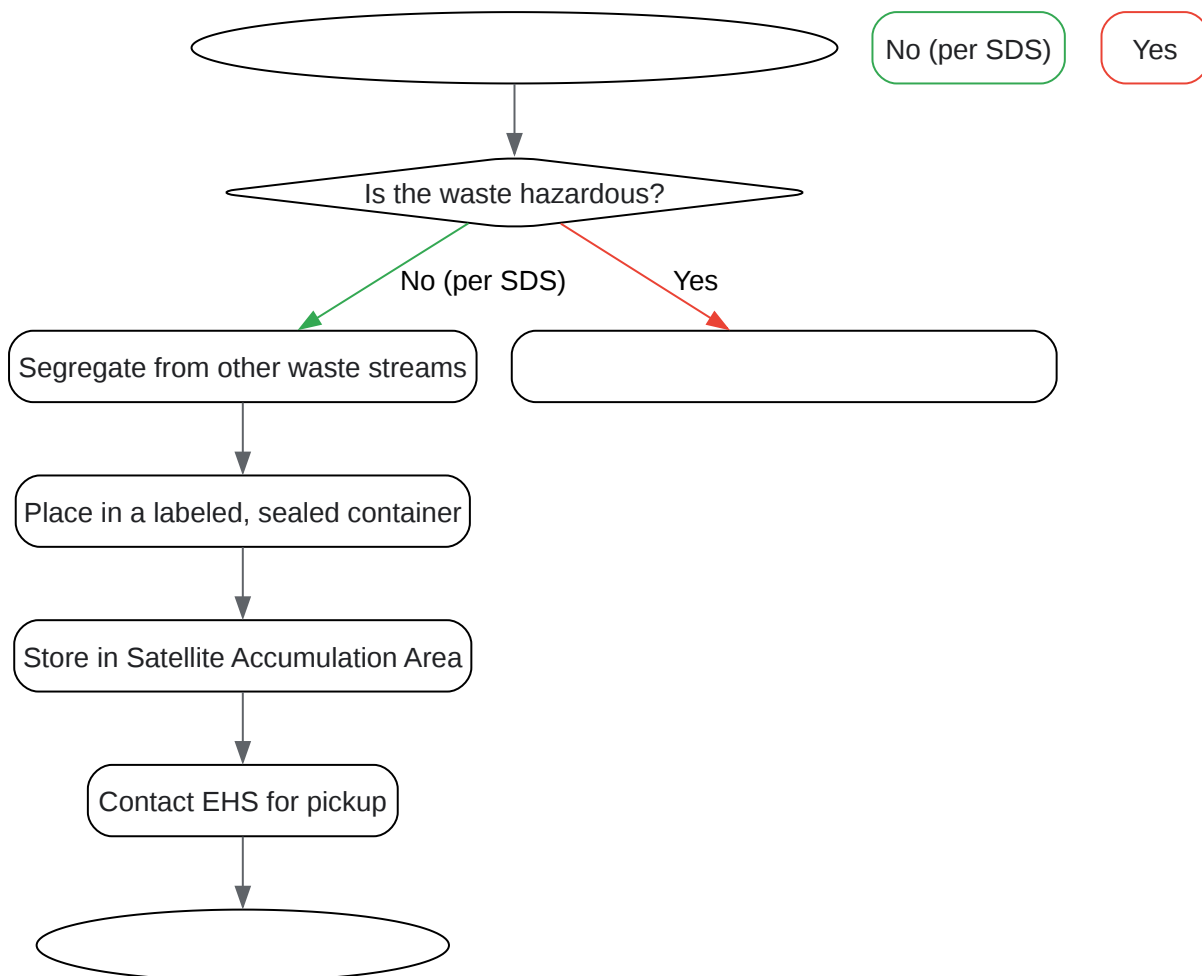 No (per SDS)
Yes
Is the waste hazardous?
No (per SDS)
Yes
Segregate from other waste streams
Place in a labeled, sealed container
Store in Satellite Accumulation Area
Contact EHS for pickup